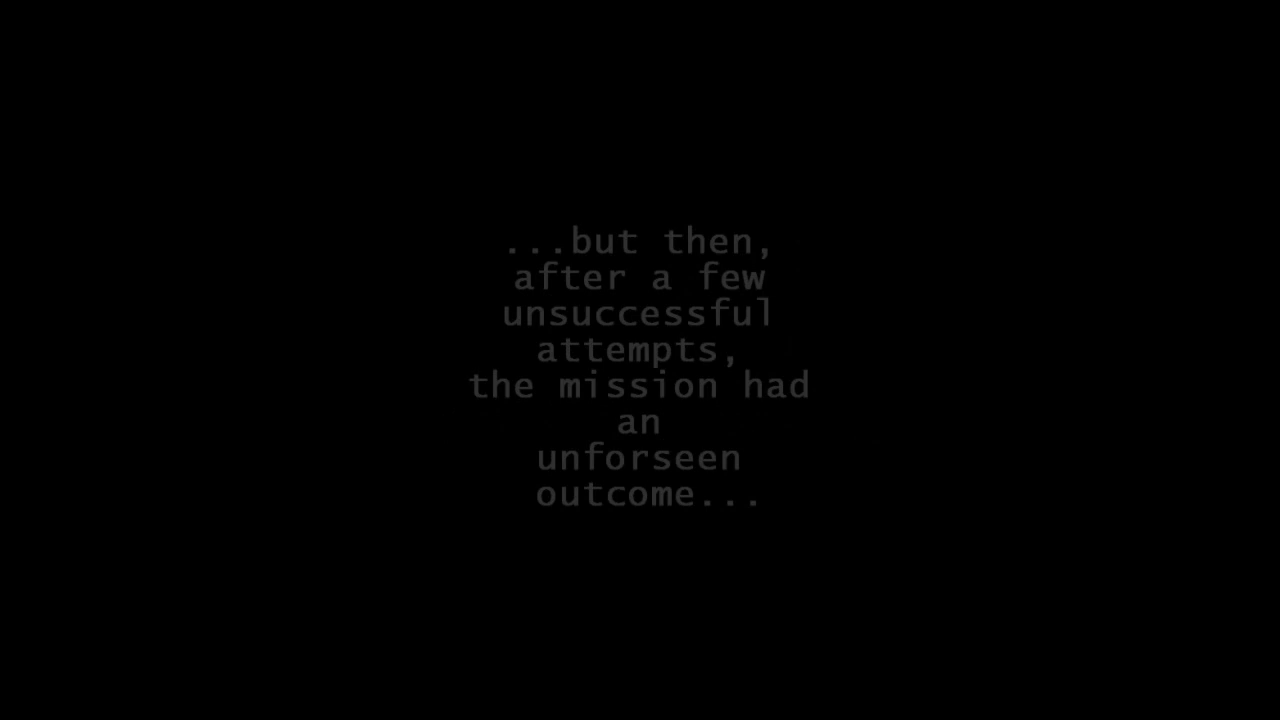 ...but then,
after a few
unsuccessful
attempts,
the mission had
an
unforseen
outcome...